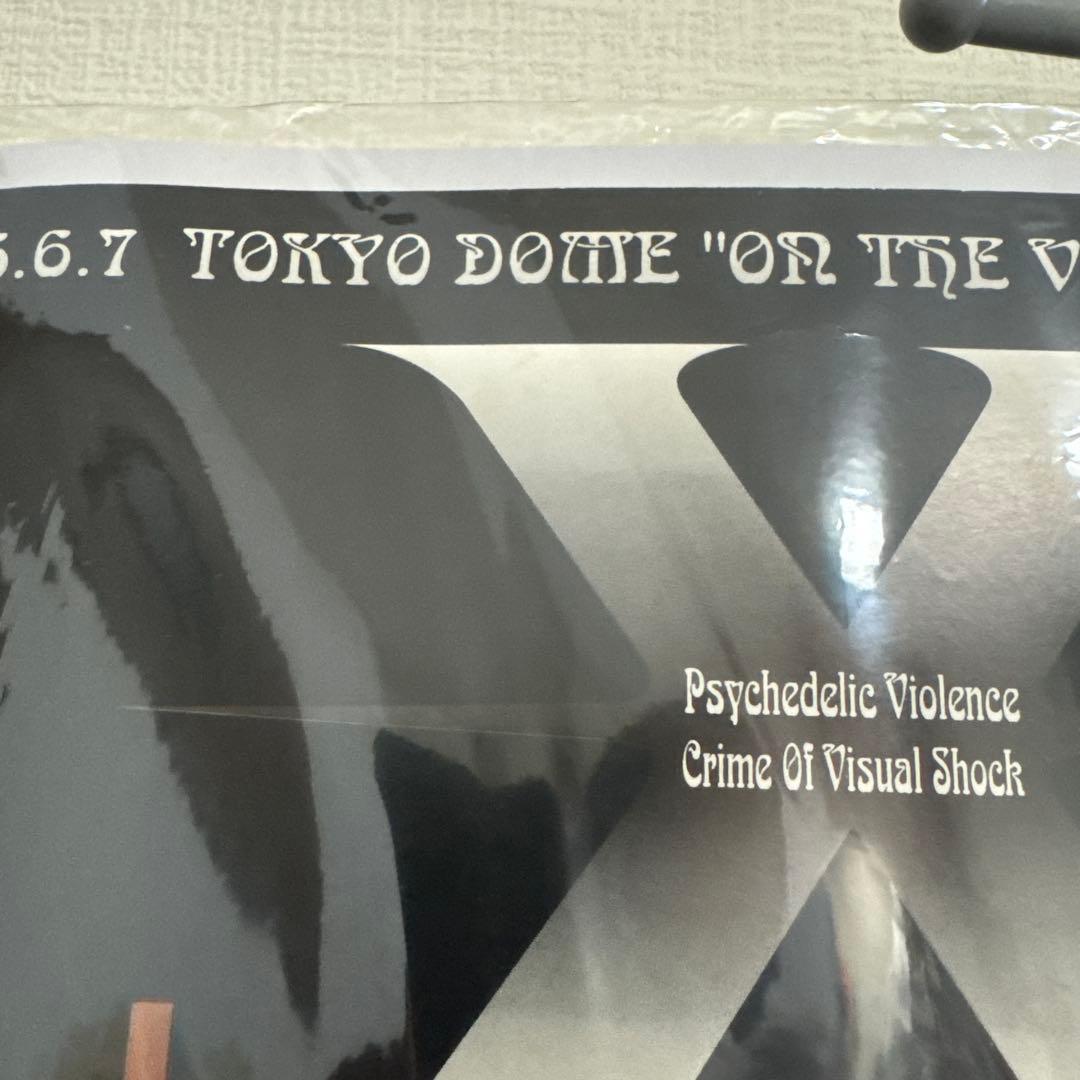 .6.7 TOKYO DOME "ON THE V
X
Psychedelic Violence
Crime Of Visual Shock